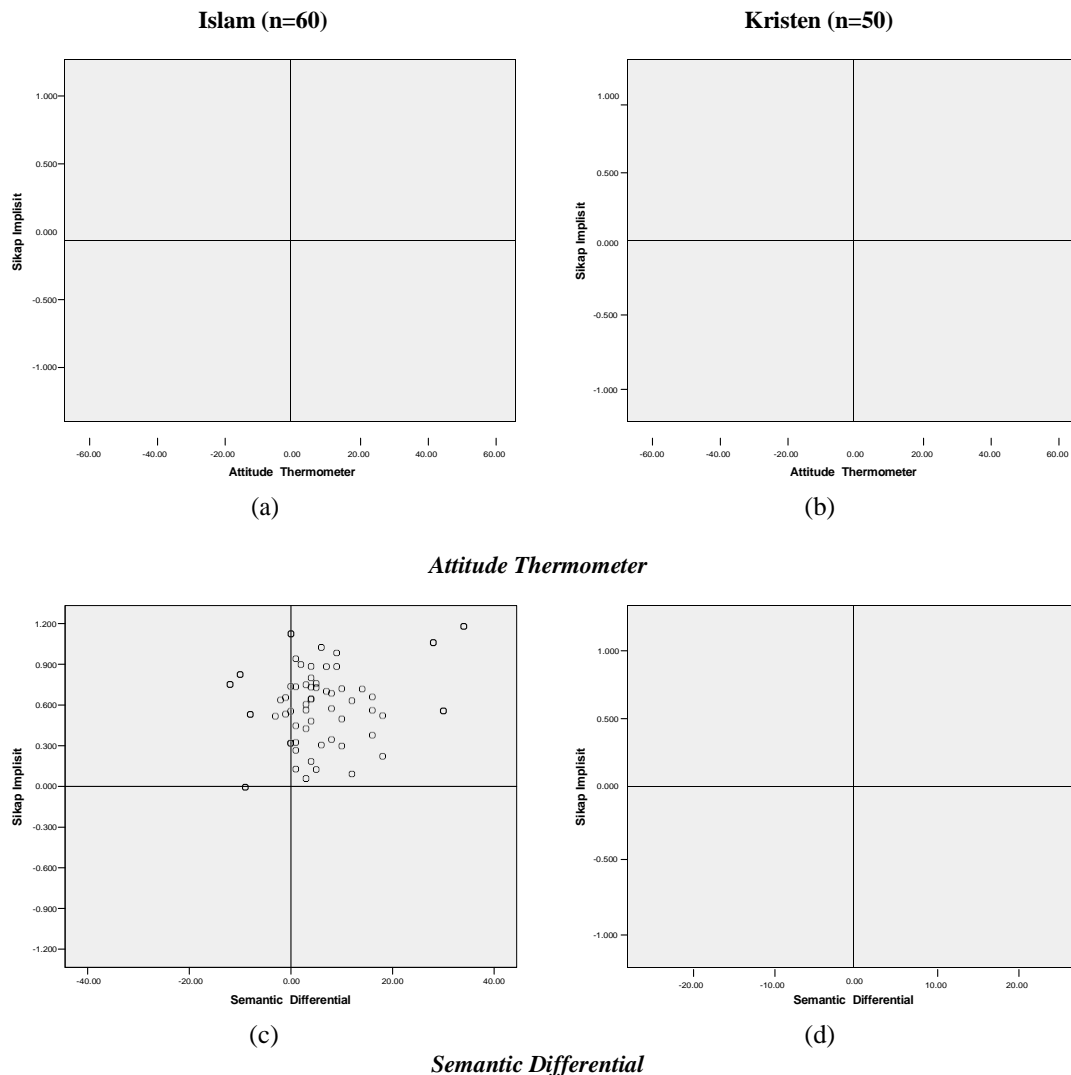 Islam (n=60)
Kristen (n=50)
1.000
0.500
0.000
-0.500
-1.000
Sikap Implisit
-60.00 -40.00 -20.00 0.00 20.00 40.00 60.00
Attitude Thermometer
(a)
1.000
0.500
0.000
-0.500
-1.000
Sikap Implisit
-60.00 -40.00 -20.00 0.00 20.00 40.00 60.00
Attitude Thermometer
(b)
Attitude Thermometer
1.200
0.900
0.600
0.300
0.000
-0.300
-0.600
-0.900
-1.200
Sikap Implisit
-40.00 -20.00 0.00 20.00 40.00
Semantic Differential
(c)
1.000
0.500
0.000
-0.500
-1.000
Sikap Implisit
-20.00 -10.00 0.00 10.00 20.00
Semantic Differential
(d)
Semantic Differential